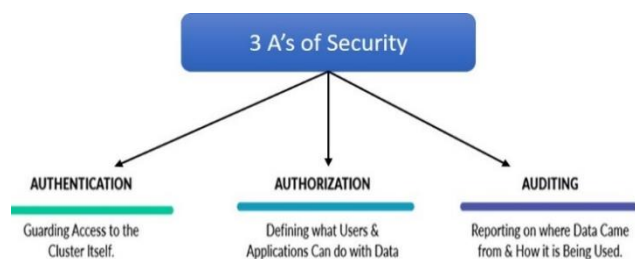 3 A's of Security
AUTHENTICATION
Guarding Access to the
Cluster Itself.
AUTHORIZATION
Defining what Users &
Applications Can do with Data
AUDITING
Reporting on where Data Came
from & How it is Being Used.